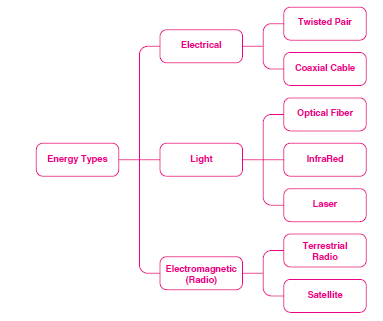 Energy Types
Electrical
Twisted Pair
Coaxial Cable
Light
Optical Fiber
InfraRed
Laser
Electromagnetic
(Radio)
Terrestrial
Radio
Satellite